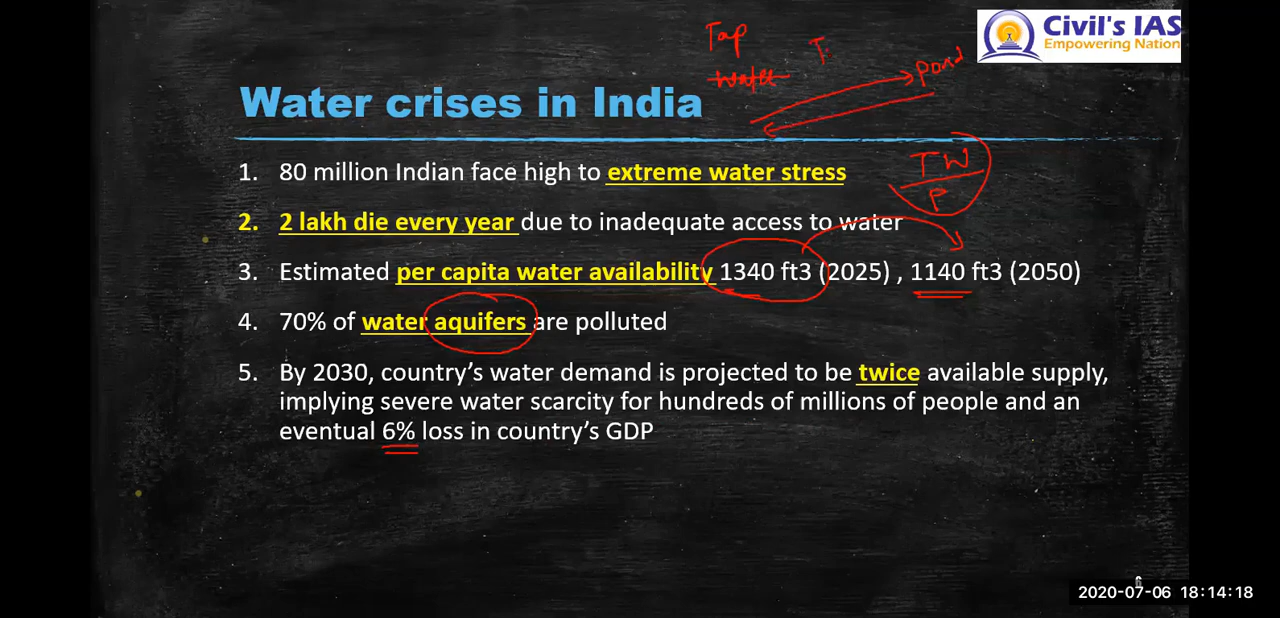 Civil's IAS
Empowering Nation
Tap
water
T
pond
Water crises in India
TW
P
1. 80 million Indian face high to extreme water stress
2. 2 lakh die every year due to inadequate access to water
3. Estimated per capita water availability 1340 ft3 (2025) , 1140 ft3 (2050)
4. 70% of water aquifers are polluted
5. By 2030, country’s water demand is projected to be twice available supply,
implying severe water scarcity for hundreds of millions of people and an
eventual 6% loss in country’s GDP
6
2020-07-06 18:14:18